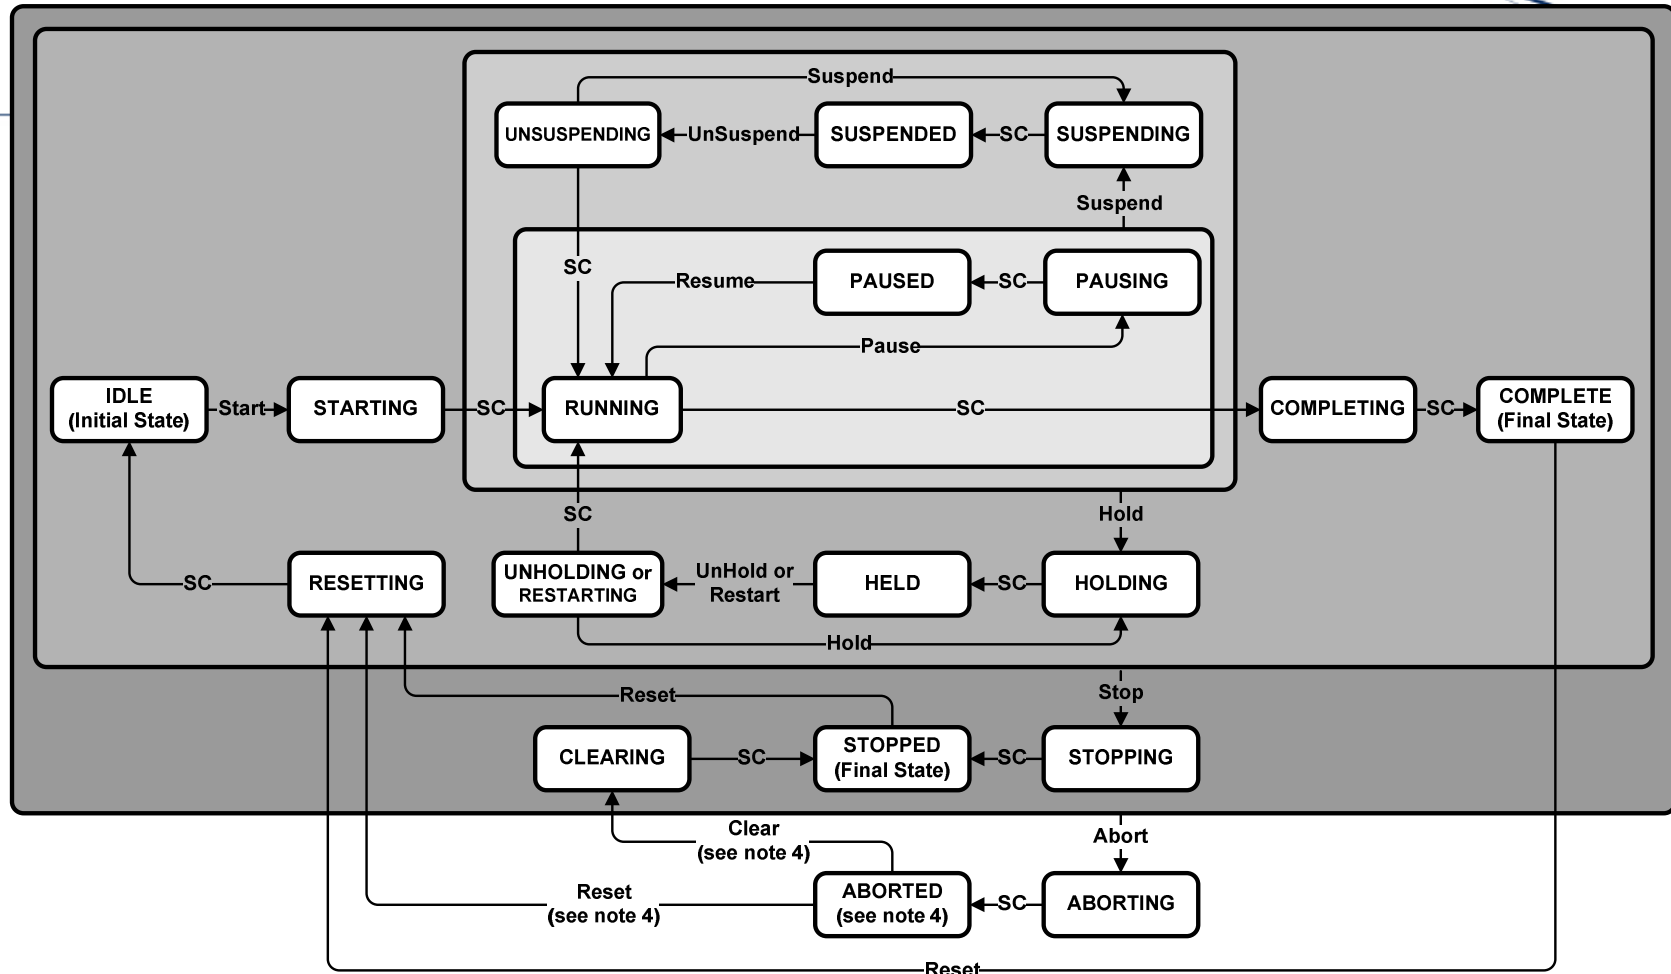 Suspend
UNSUSPENDING
UnSuspend
SUSPENDED
SC
SUSPENDING
Suspend
SC
Resume
PAUSED
SC
PAUSING
Pause
IDLE
(Initial State)
Start
STARTING
SC
RUNNING
SC
COMPLETING
SC
COMPLETE
(Final State)
SC
Hold
SC
RESETTING
UNHOLDING or
RESTARTING
UnHold or
Restart
HELD
SC
HOLDING
Hold
Reset
Stop
CLEARING
SC
STOPPED
(Final State)
SC
STOPPING
Clear
(see note 4)
Abort
Reset
(see note 4)
ABORTED
(see note 4)
SC
ABORTING
Reset